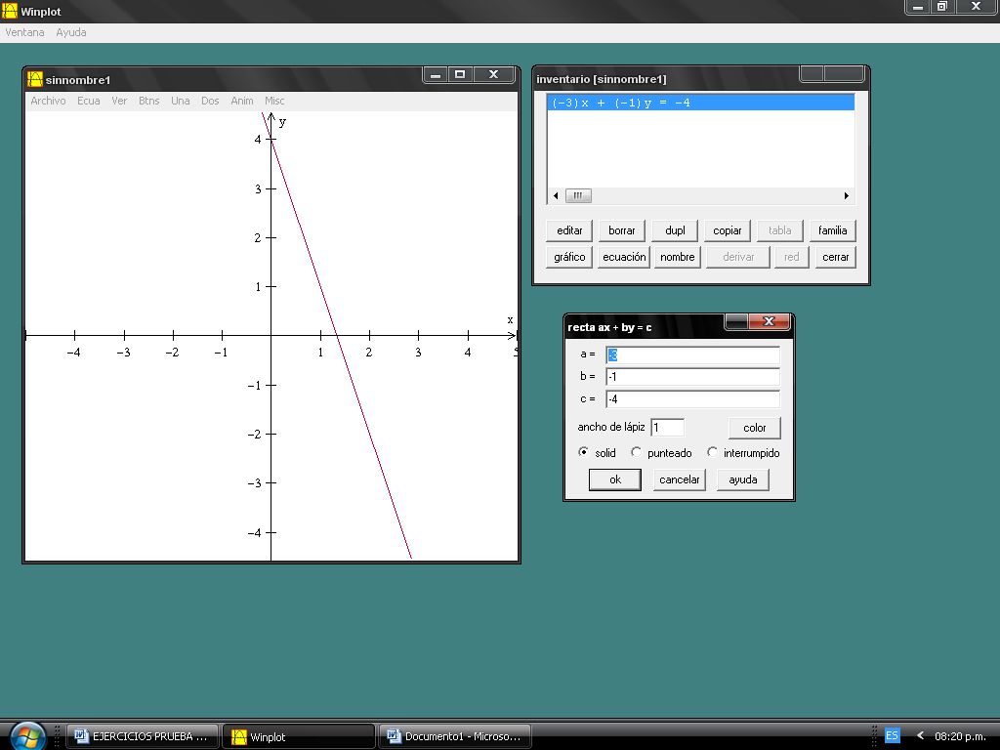 Winplot
Ventana Ayuda
sinnombre1
Archivo Ecua Ver Btns Una Dos Anim Misc
y
4
3
2
1
x
-4 -3 -2 -1 0 1 2 3 4 5
-1
-2
-3
-4
inventario [sinnombre1]
(-3)x + (-1)y = -4
editar borrar dupl copiar tabla familia
gráfico ecuación nombre derivar red cerrar
recta ax + by = c
a = -3
b = -1
c = -4
ancho de lápiz 1 color
solid punteado interrumpido
ok cancelar ayuda
EJERCICIOS PRUEBA ... Winplot Documento1 - Microso... ES 08:20 p.m.